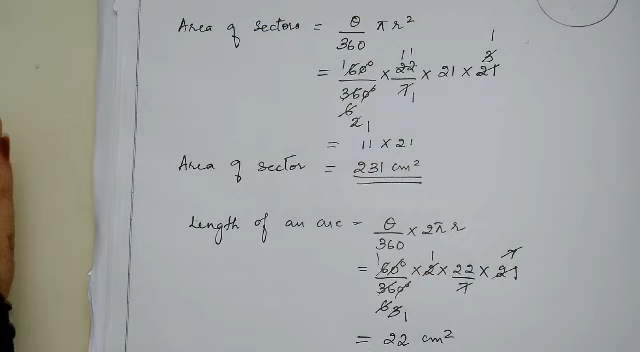 Area of sector = θ/360 π r²
= 60°/360° × 22/7 × 21 × 21
= 11 × 21
Area of sector = 231 cm²
Length of an arc = θ/360 × 2πr
= 60°/360° × 2 × 22/7 × 21
= 22 cm²